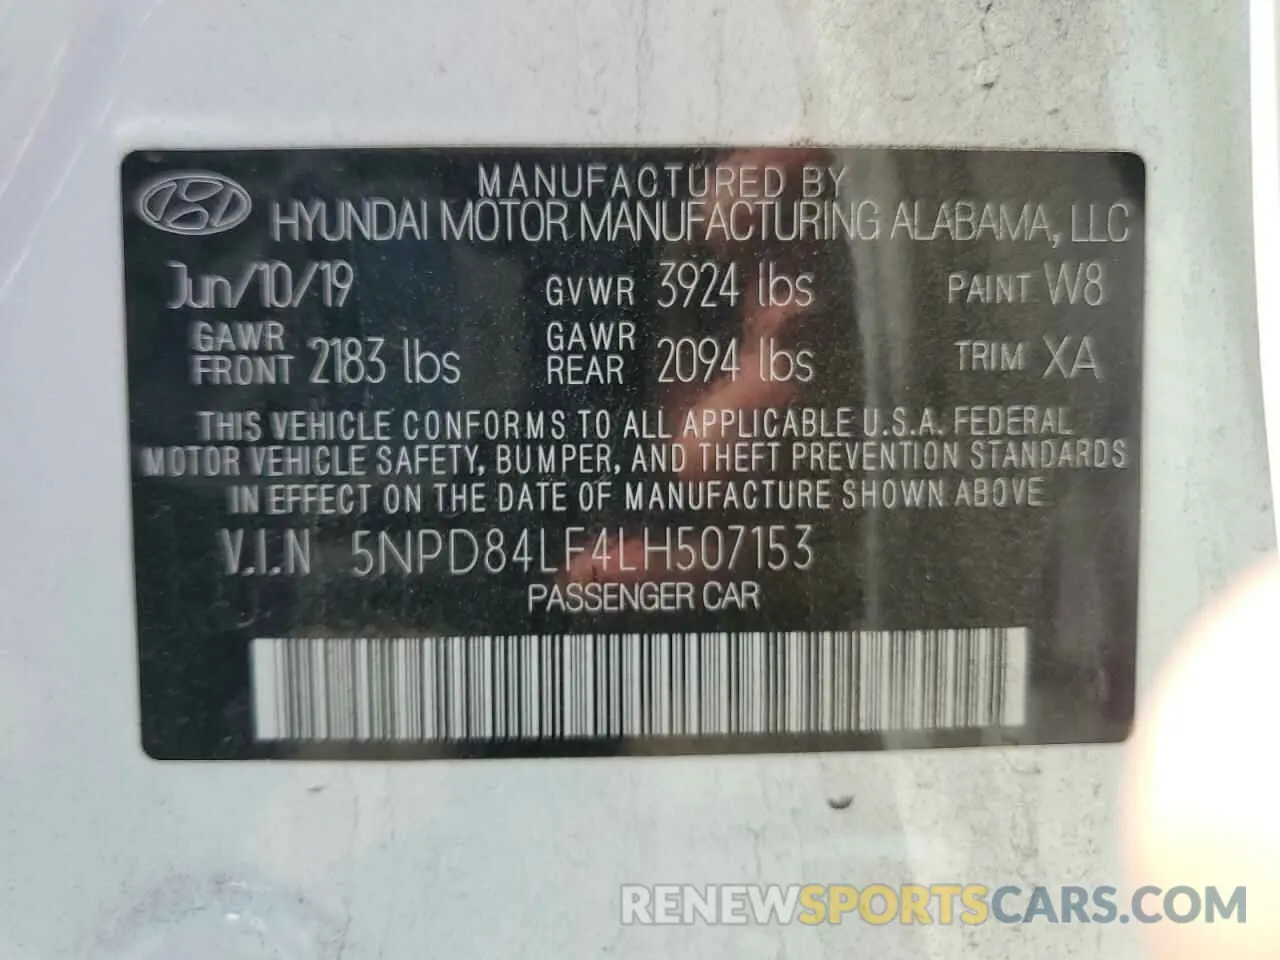 MANUFACTURED BY
HYUNDAI MOTOR MANUFACTURING ALABAMA, LLC
Jun/10/19 GVWR 3924 lbs PAINT W8
GAWR FRONT 2183 lbs GAWR REAR 2094 lbs TRIM XA
THIS VEHICLE CONFORMS TO ALL APPLICABLE U.S.A. FEDERAL
MOTOR VEHICLE SAFETY, BUMPER, AND THEFT PREVENTION STANDARDS
IN EFFECT ON THE DATE OF MANUFACTURE SHOWN ABOVE
V.I.N 5NPD84LF4LH507153
PASSENGER CAR
RENEWSPORTSCARS.COM